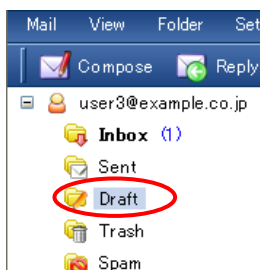 Mail View Folder Set
Compose Reply
user3@example.co.jp
Inbox (1)
Sent
Draft
Trash
Spam